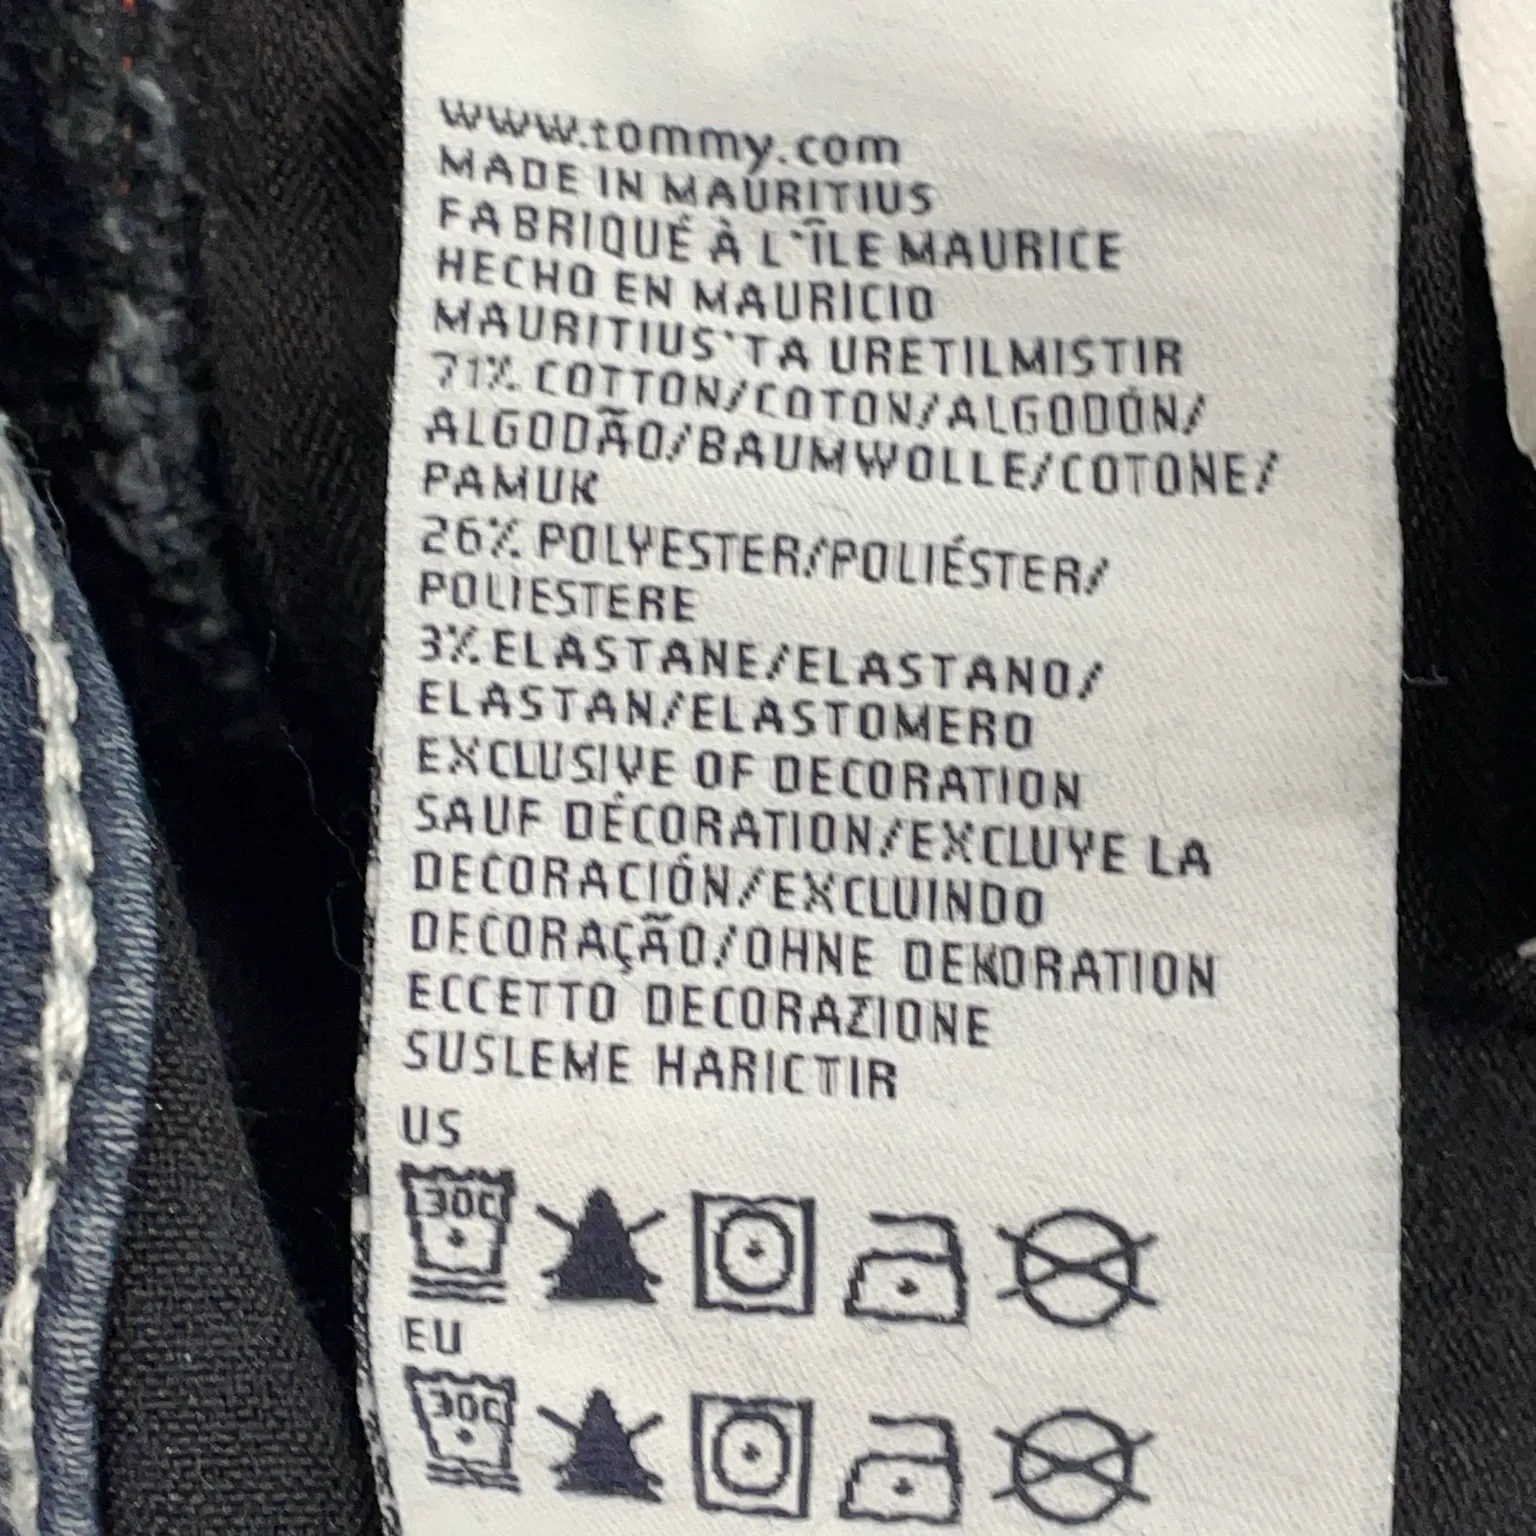 www.tommy.com
MADE IN MAURITIUS
FABRIQUÉ À L'ÎLE MAURICE
HECHO EN MAURICIO
MAURITIUS'TA URETILMISTIR
71% COTTON/COTON/ALGODÓN/
ALGODÃO/BAUMWOLLE/COTONE/
PAMUK
26% POLYESTER/POLIÉSTER/
POLIESTERE
3% ELASTANE/ELASTANO/
ELASTAN/ELASTOMERO
EXCLUSIVE OF DECORATION
SAUF DÉCORATION/EXCLUYE LA
DECORACIÓN/EXCLUINDO
DECORAÇÃO/OHNE DEKORATION
ECCETTO DECORAZIONE
SUSLEME HARICTIR
US
30C
EU
30C